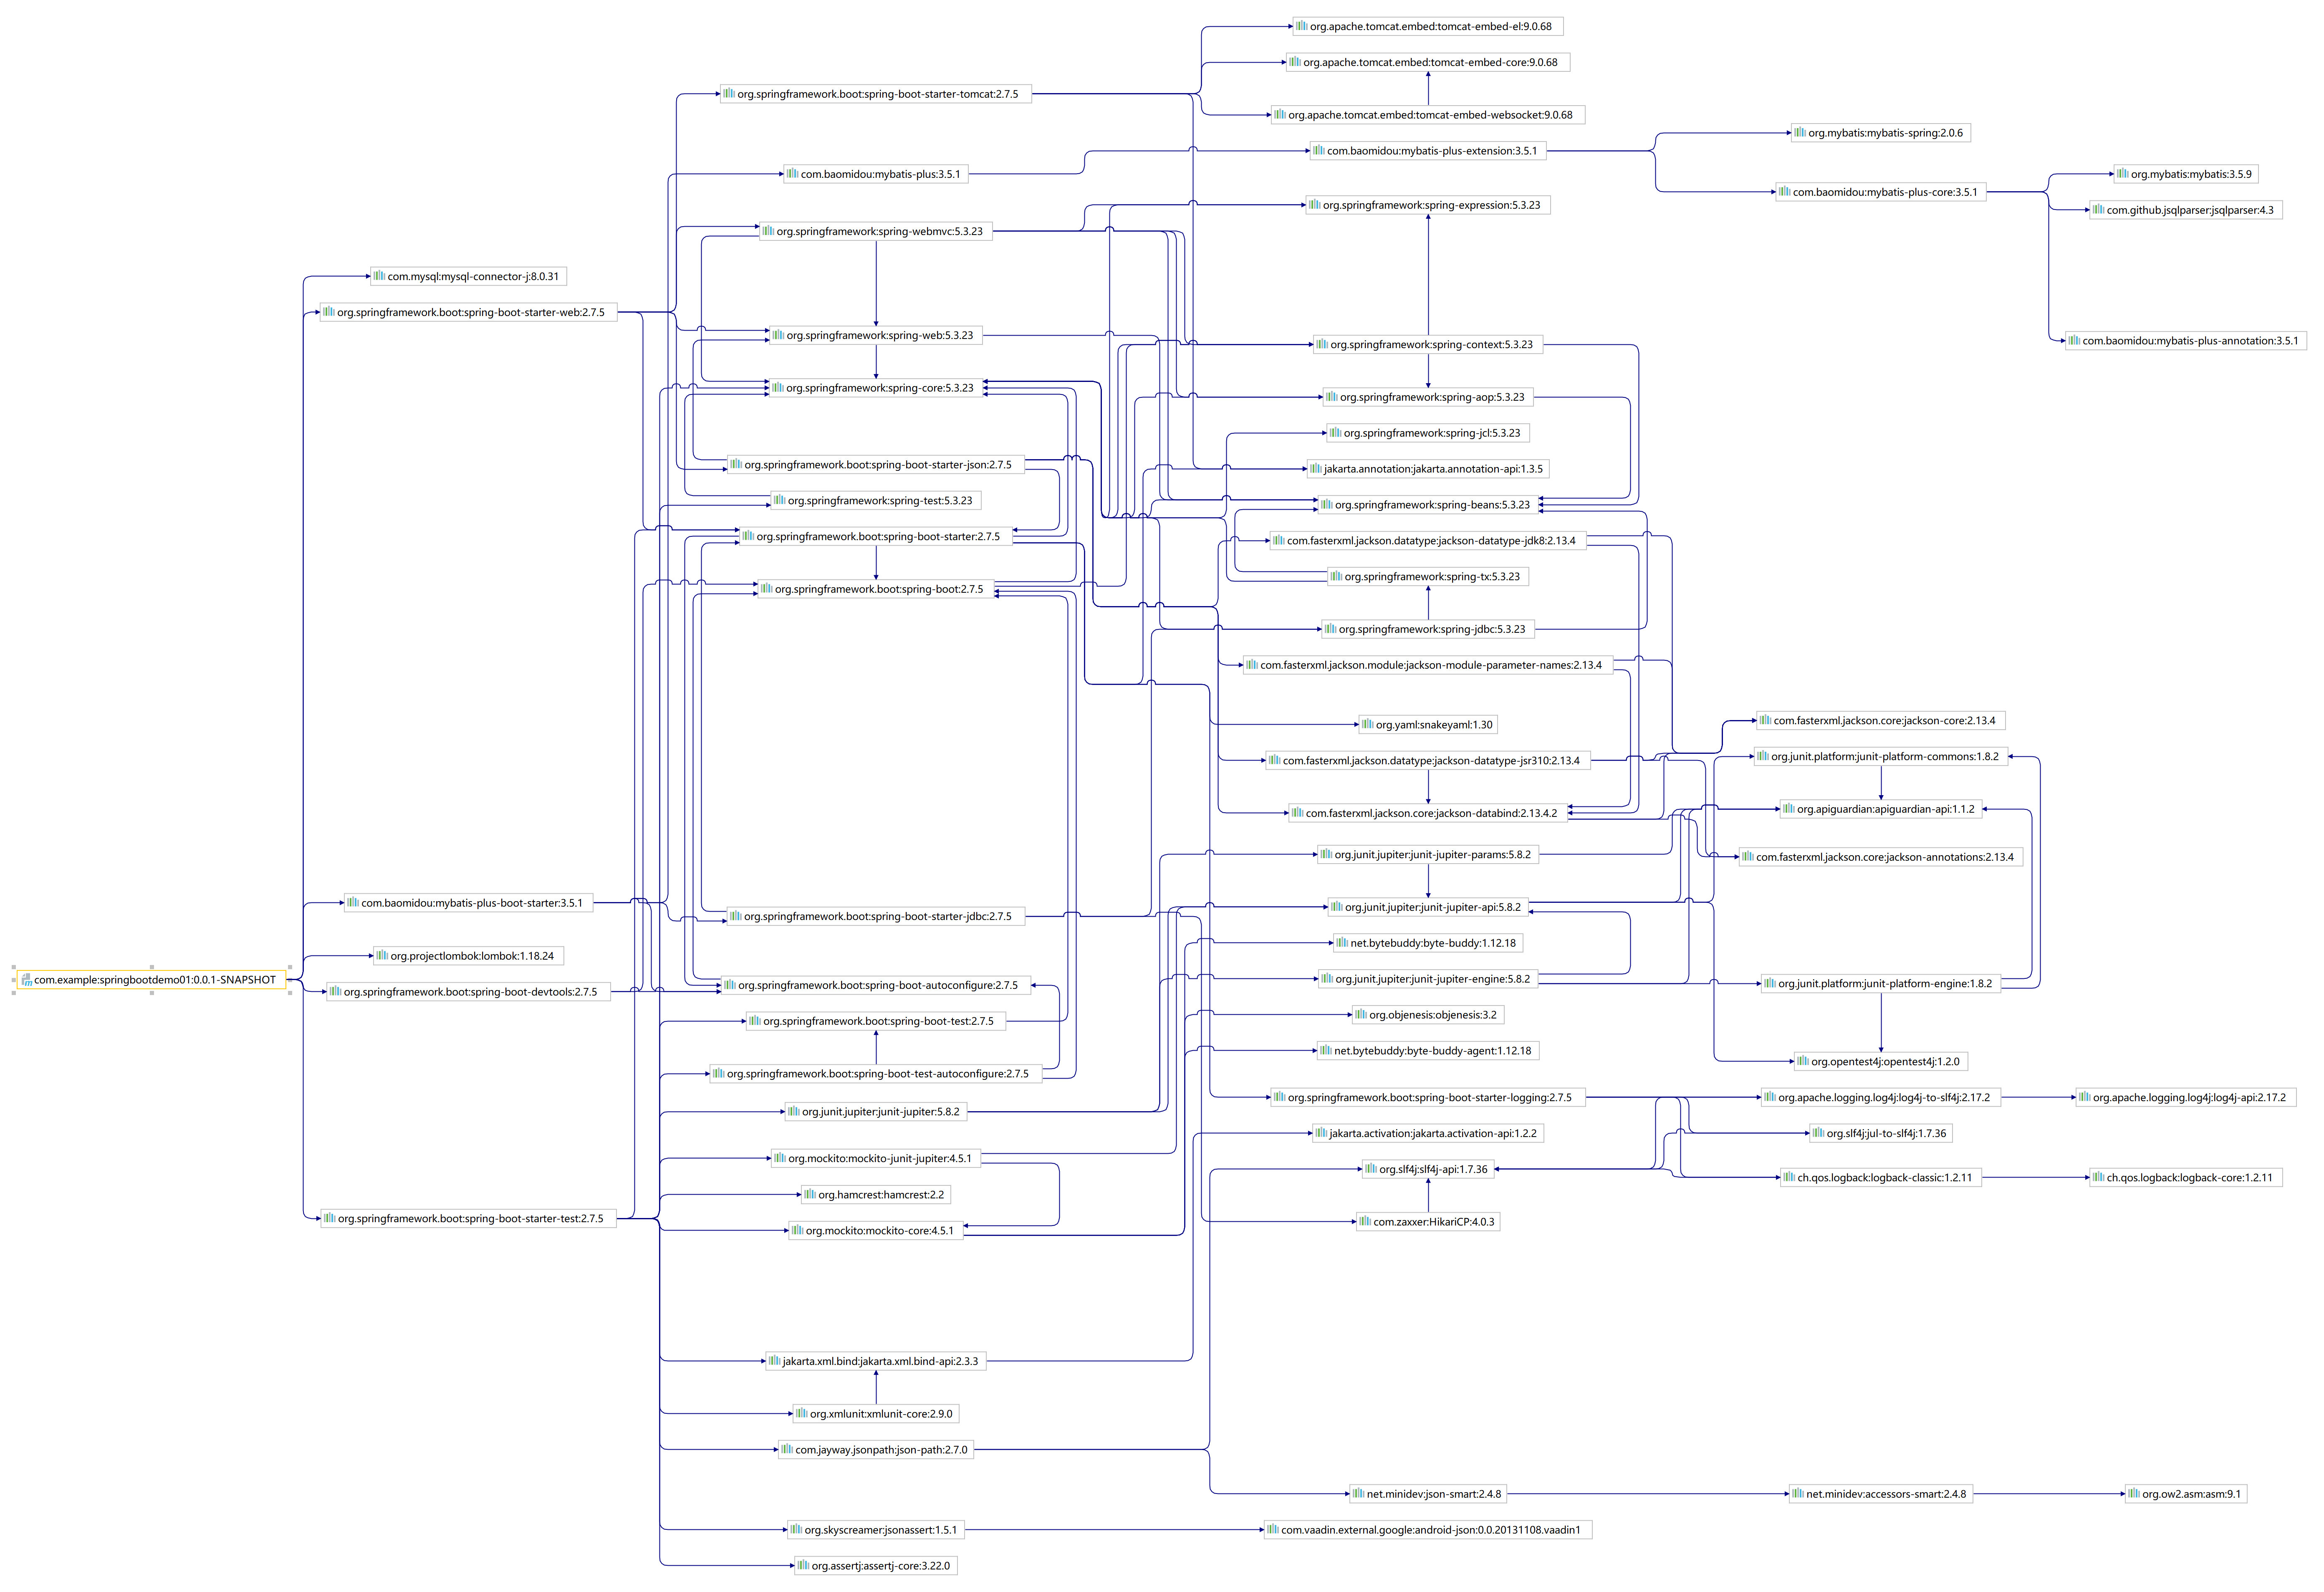 com.example:springbootdemo01:0.0.1-SNAPSHOT
com.mysql:mysql-connector-j:8.0.31
org.springframework.boot:spring-boot-starter-web:2.7.5
com.baomidou:mybatis-plus-boot-starter:3.5.1
org.projectlombok:lombok:1.18.24
org.springframework.boot:spring-boot-devtools:2.7.5
org.springframework.boot:spring-boot-starter-test:2.7.5
org.springframework.boot:spring-boot-starter-tomcat:2.7.5
com.baomidou:mybatis-plus:3.5.1
org.springframework:spring-webmvc:5.3.23
org.springframework:spring-web:5.3.23
org.springframework:spring-core:5.3.23
org.springframework.boot:spring-boot-starter-json:2.7.5
org.springframework:spring-test:5.3.23
org.springframework.boot:spring-boot-starter:2.7.5
org.springframework.boot:spring-boot:2.7.5
org.springframework.boot:spring-boot-starter-jdbc:2.7.5
org.springframework.boot:spring-boot-autoconfigure:2.7.5
org.springframework.boot:spring-boot-test:2.7.5
org.springframework.boot:spring-boot-test-autoconfigure:2.7.5
org.junit.jupiter:junit-jupiter:5.8.2
org.mockito:mockito-junit-jupiter:4.5.1
org.hamcrest:hamcrest:2.2
org.mockito:mockito-core:4.5.1
jakarta.xml.bind:jakarta.xml.bind-api:2.3.3
org.xmlunit:xmlunit-core:2.9.0
com.jayway.jsonpath:json-path:2.7.0
org.skyscreamer:jsonassert:1.5.1
org.assertj:assertj-core:3.22.0
org.apache.tomcat.embed:tomcat-embed-el:9.0.68
org.apache.tomcat.embed:tomcat-embed-core:9.0.68
org.apache.tomcat.embed:tomcat-embed-websocket:9.0.68
com.baomidou:mybatis-plus-extension:3.5.1
org.springframework:spring-expression:5.3.23
org.springframework:spring-context:5.3.23
org.springframework:spring-aop:5.3.23
org.springframework:spring-jcl:5.3.23
jakarta.annotation:jakarta.annotation-api:1.3.5
org.springframework:spring-beans:5.3.23
com.fasterxml.jackson.datatype:jackson-datatype-jdk8:2.13.4
org.springframework:spring-tx:5.3.23
org.springframework:spring-jdbc:5.3.23
com.fasterxml.jackson.module:jackson-module-parameter-names:2.13.4
org.yaml:snakeyaml:1.30
com.fasterxml.jackson.datatype:jackson-datatype-jsr310:2.13.4
com.fasterxml.jackson.core:jackson-databind:2.13.4.2
org.junit.jupiter:junit-jupiter-params:5.8.2
org.junit.jupiter:junit-jupiter-api:5.8.2
net.bytebuddy:byte-buddy:1.12.18
org.junit.jupiter:junit-jupiter-engine:5.8.2
org.objenesis:objenesis:3.2
net.bytebuddy:byte-buddy-agent:1.12.18
org.springframework.boot:spring-boot-starter-logging:2.7.5
jakarta.activation:jakarta.activation-api:1.2.2
org.slf4j:slf4j-api:1.7.36
com.zaxxer:HikariCP:4.0.3
net.minidev:json-smart:2.4.8
com.vaadin.external.google:android-json:0.0.20131108.vaadin1
org.mybatis:mybatis-spring:2.0.6
com.baomidou:mybatis-plus-core:3.5.1
com.fasterxml.jackson.core:jackson-core:2.13.4
org.junit.platform:junit-platform-commons:1.8.2
org.apiguardian:apiguardian-api:1.1.2
com.fasterxml.jackson.core:jackson-annotations:2.13.4
org.junit.platform:junit-platform-engine:1.8.2
org.opentest4j:opentest4j:1.2.0
org.apache.logging.log4j:log4j-to-slf4j:2.17.2
org.slf4j:jul-to-slf4j:1.7.36
ch.qos.logback:logback-classic:1.2.11
net.minidev:accessors-smart:2.4.8
org.mybatis:mybatis:3.5.9
com.github.jsqlparser:jsqlparser:4.3
com.baomidou:mybatis-plus-annotation:3.5.1
org.apache.logging.log4j:log4j-api:2.17.2
ch.qos.logback:logback-core:1.2.11
org.ow2.asm:asm:9.1